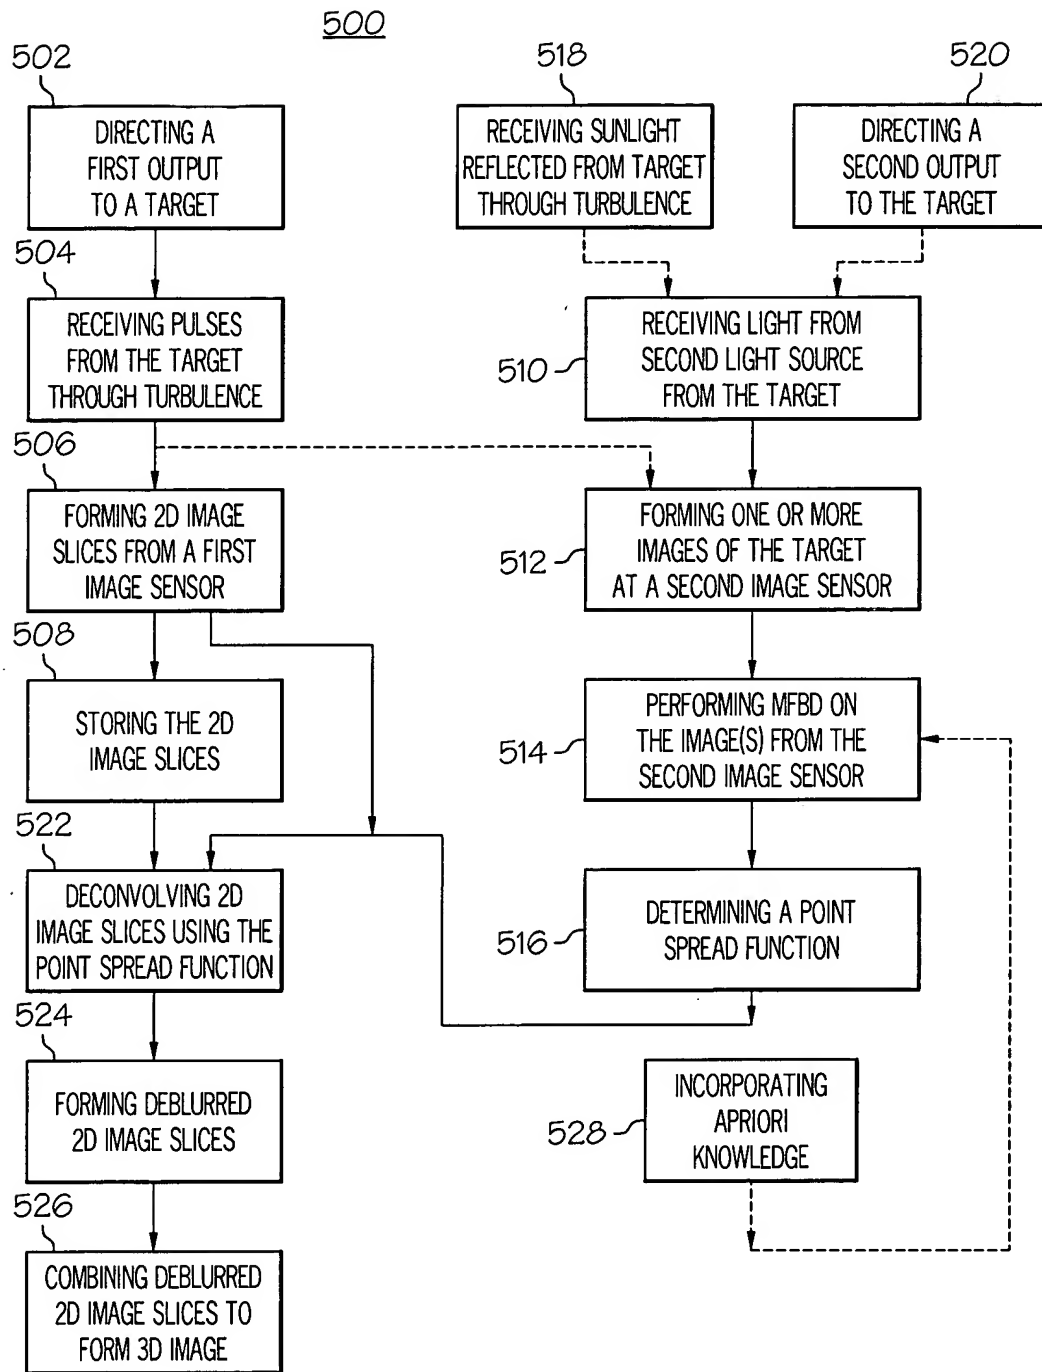 500
502
DIRECTING A
FIRST OUTPUT
TO A TARGET
504
RECEIVING PULSES
FROM THE TARGET
THROUGH TURBULENCE
506
FORMING 2D IMAGE
SLICES FROM A FIRST
IMAGE SENSOR
508
STORING THE 2D
IMAGE SLICES
522
DECONVOLVING 2D
IMAGE SLICES USING THE
POINT SPREAD FUNCTION
524
FORMING DEBLURRED
2D IMAGE SLICES
526
COMBINING DEBLURRED
2D IMAGE SLICES TO
FORM 3D IMAGE
518
RECEIVING SUNLIGHT
REFLECTED FROM TARGET
THROUGH TURBULENCE
520
DIRECTING A
SECOND OUTPUT
TO THE TARGET
510
RECEIVING LIGHT FROM
SECOND LIGHT SOURCE
FROM THE TARGET
512
FORMING ONE OR MORE
IMAGES OF THE TARGET
AT A SECOND IMAGE SENSOR
514
PERFORMING MFBD ON
THE IMAGE(S) FROM THE
SECOND IMAGE SENSOR
516
DETERMINING A POINT
SPREAD FUNCTION
528
INCORPORATING
APRIORI
KNOWLEDGE